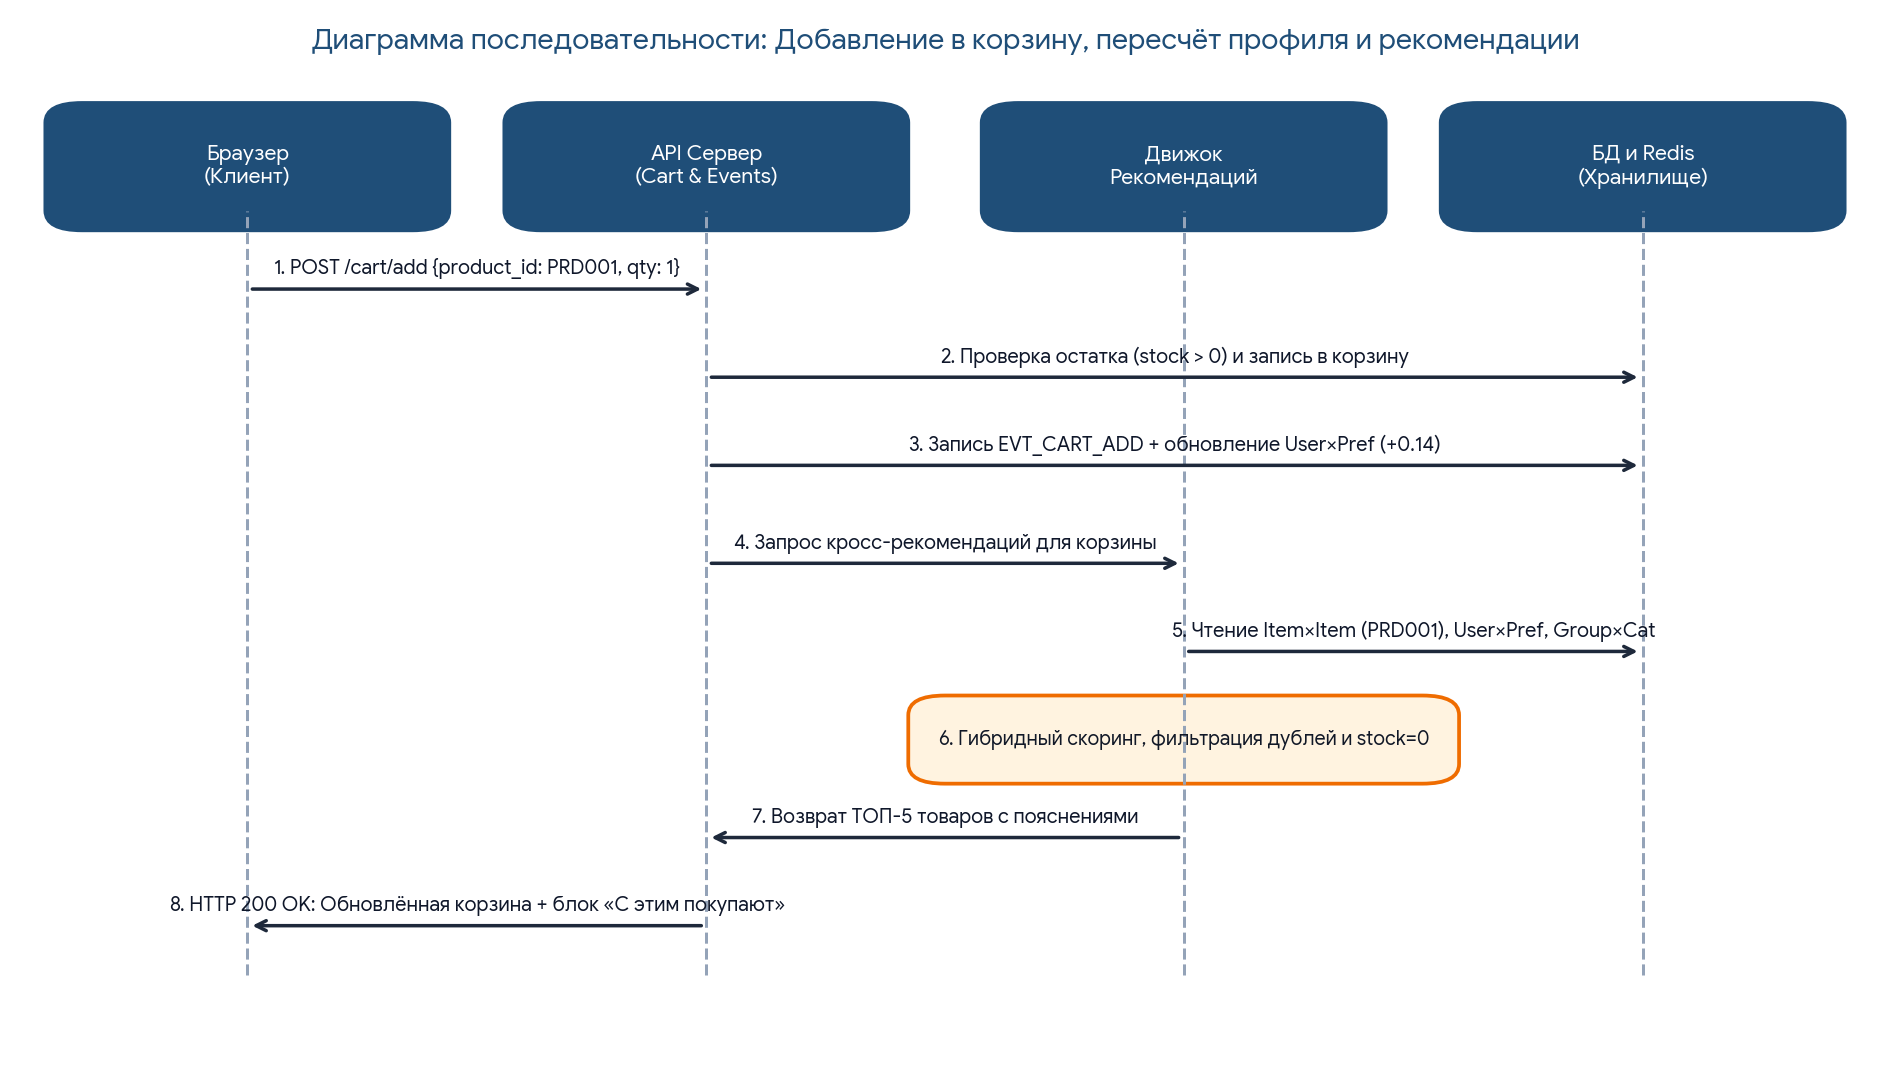 Диаграмма последовательности: Добавление в корзину, пересчёт профиля и рекомендации
Браузер
(Клиент)
API Сервер
(Cart & Events)
Движок
Рекомендаций
БД и Redis
(Хранилище)
1. POST /cart/add {product_id: PRD001, qty: 1}
2. Проверка остатка (stock > 0) и запись в корзину
3. Запись EVT_CART_ADD + обновление User×Pref (+0.14)
4. Запрос кросс-рекомендаций для корзины
5. Чтение Item×Item (PRD001), User×Pref, Group×Cat
6. Гибридный скоринг, фильтрация дублей и stock=0
7. Возврат ТОП-5 товаров с пояснениями
8. HTTP 200 OK: Обновлённая корзина + блок «С этим покупают»